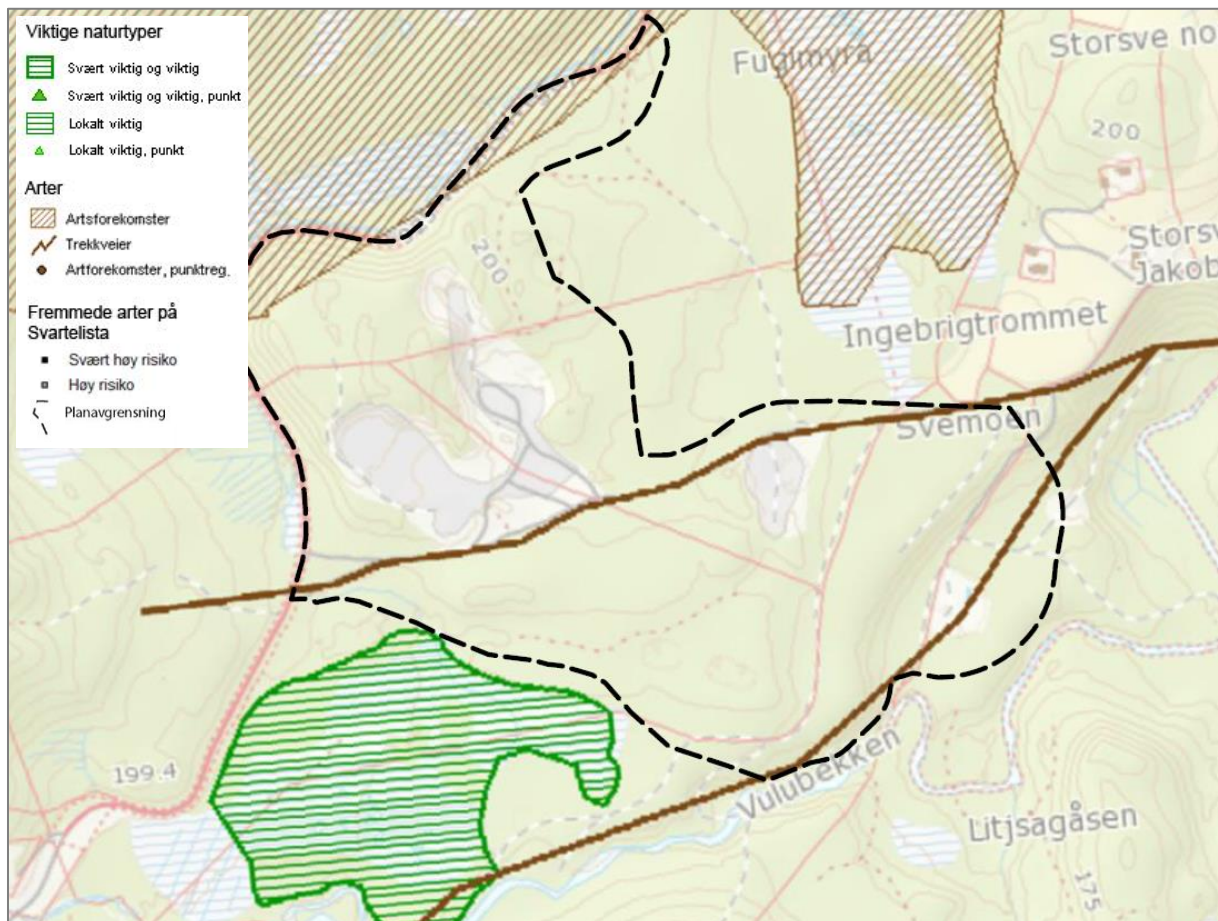 Viktige naturtyper
Svært viktig og viktig
Svært viktig og viktig, punkt
Lokalt viktig
Lokalt viktig, punkt
Arter
Artsforekomster
Trekkveier
Artforekomster, punktreg.
Fremmede arter på
Svartelista
Svært høy risiko
Høy risiko
Planavgrensning
Fuglmyra
Storsve no
200
Storsv
Jakob
200
Ingebrigtrommet
Svemoen
199.4
Vulubekken
Litjsagåsen
175